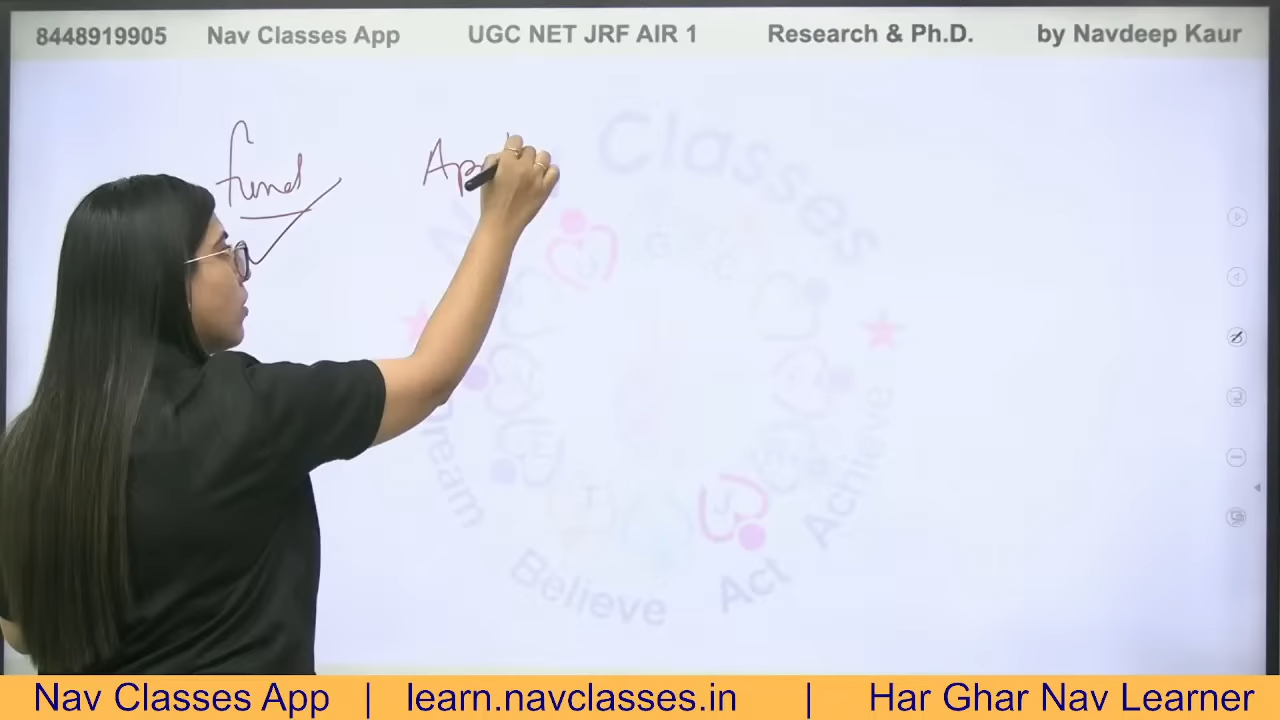 8448919905 Nav Classes App UGC NET JRF AIR 1 Research & Ph.D. by Navdeep Kaur
Fund
Ap
Classes
Dream Believe Act Achieve
Nav Classes App | learn.navclasses.in | Har Ghar Nav Learner